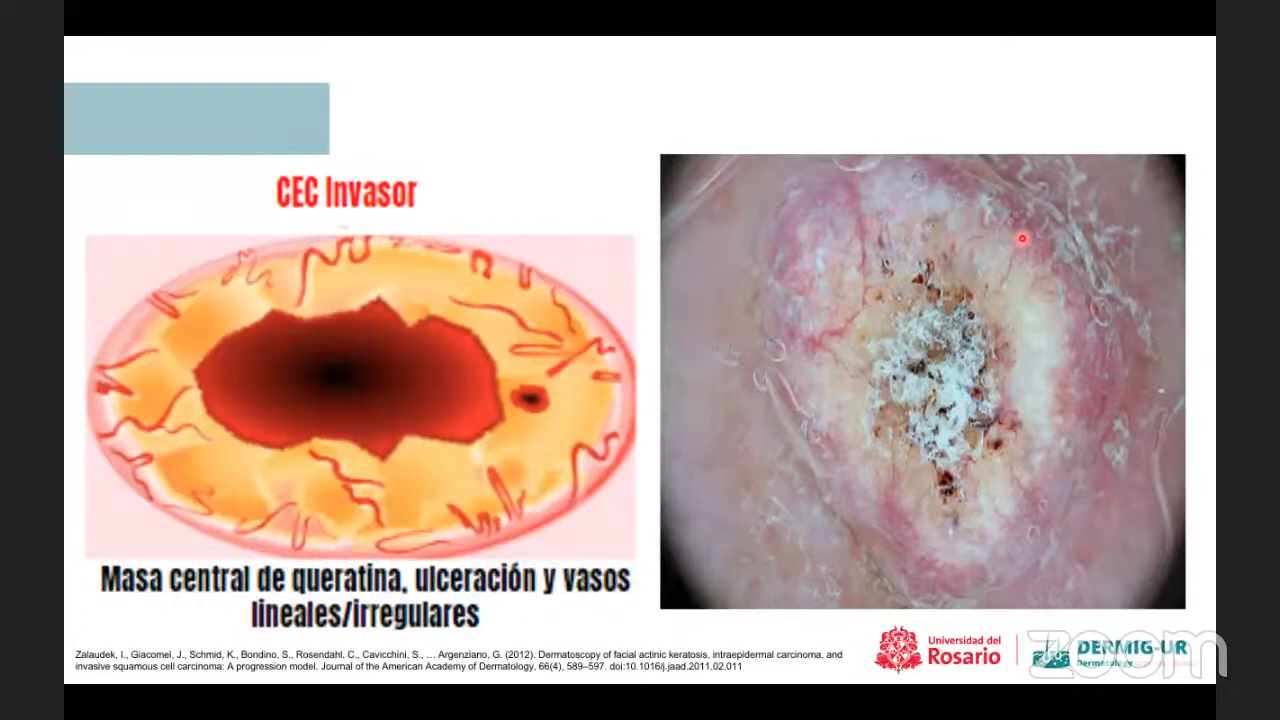 CEC Invasor
Masa central de queratina, ulceración y vasos
lineales/irregulares
Zalaudek, I., Giacomel, J., Schmid, K., Bondino, S., Rosendahl, C., Cavicchini, S., … Argenziano, G. (2012). Dermatoscopy of facial actinic keratosis, intraepidermal carcinoma, and
invasive squamous cell carcinoma: A progression model. Journal of the American Academy of Dermatology, 66(4), 589–597. doi:10.1016/j.jaad.2011.02.011
Universidad del
Rosario
DERMIG-UR
Dermatology
zoom